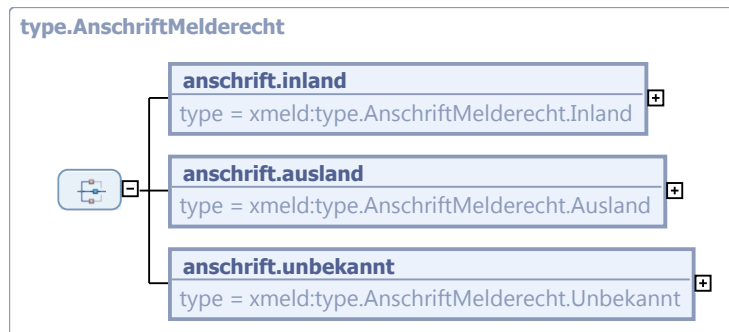 type.AnschriftMelderecht
anschrift.inland
type = xmeld:type.AnschriftMelderecht.Inland
anschrift.ausland
type = xmeld:type.AnschriftMelderecht.Ausland
anschrift.unbekannt
type = xmeld:type.AnschriftMelderecht.Unbekannt